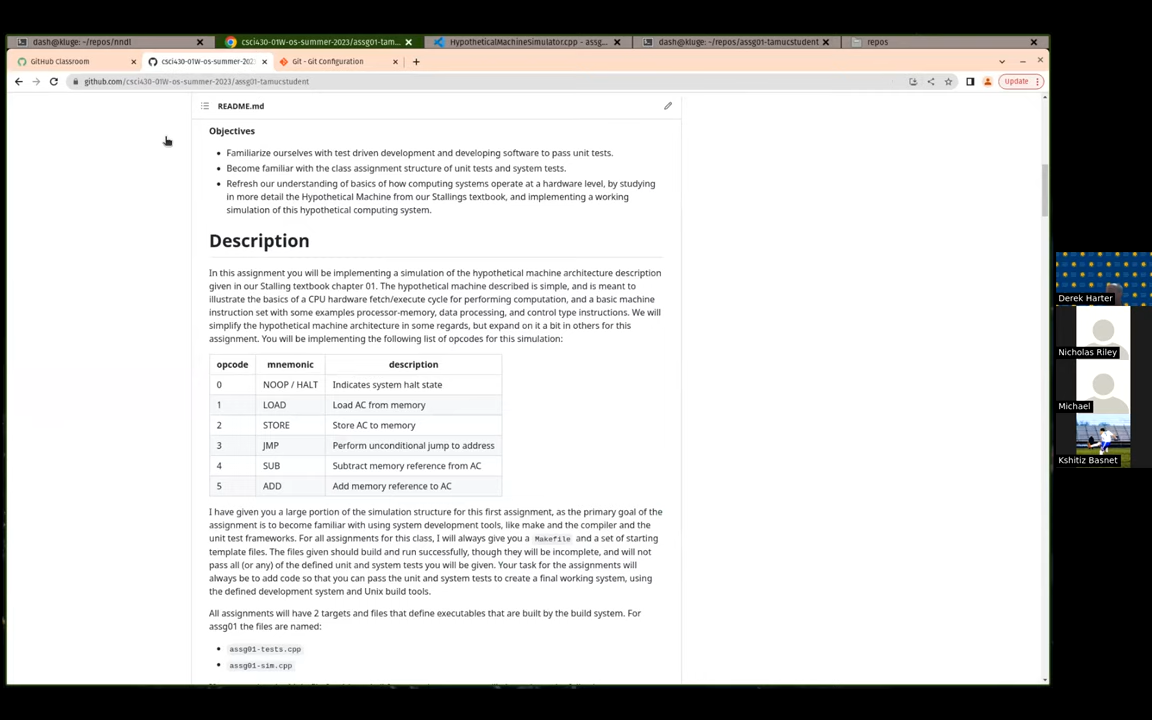 dash@kluge: ~/repos/nndl
csci430-01W-os-summer-2023/assg01-tam...
HypotheticalMachineSimulator.cpp - assg...
dash@kluge: ~/repos/assg01-tamucstudent
repos
GitHub Classroom
csci430-01W-os-summer-202
Git - Git Configuration
github.com/csci430-01W-os-summer-2023/assg01-tamucstudent
Update
README.md
Objectives
Familiarize ourselves with test driven development and developing software to pass unit tests.
Become familiar with the class assignment structure of unit tests and system tests.
Refresh our understanding of basics of how computing systems operate at a hardware level, by studying
in more detail the Hypothetical Machine from our Stallings textbook, and implementing a working
simulation of this hypothetical computing system.
Description
In this assignment you will be implementing a simulation of the hypothetical machine architecture description
given in our Stalling textbook chapter 01. The hypothetical machine described is simple, and is meant to
illustrate the basics of a CPU hardware fetch/execute cycle for performing computation, and a basic machine
instruction set with some examples processor-memory, data processing, and control type instructions. We will
simplify the hypothetical machine architecture in some regards, but expand on it a bit in others for this
assignment. You will be implementing the following list of opcodes for this simulation:
opcode mnemonic description
0 NOOP / HALT Indicates system halt state
1 LOAD Load AC from memory
2 STORE Store AC to memory
3 JMP Perform unconditional jump to address
4 SUB Subtract memory reference from AC
5 ADD Add memory reference to AC
I have given you a large portion of the simulation structure for this first assignment, as the primary goal of the
assignment is to become familiar with using system development tools, like make and the compiler and the
unit test frameworks. For all assignments for this class, I will always give you a Makefile and a set of starting
template files. The files given should build and run successfully, though they will be incomplete, and will not
pass all (or any) of the defined unit and system tests you will be given. Your task for the assignments will
always be to add code so that you can pass the unit and system tests to create a final working system, using
the defined development system and Unix build tools.
All assignments will have 2 targets and files that define executables that are built by the build system. For
assg01 the files are named:
assg01-tests.cpp
assg01-sim.cpp
Derek Harter
Nicholas Riley
Michael
Kshitiz Basnet